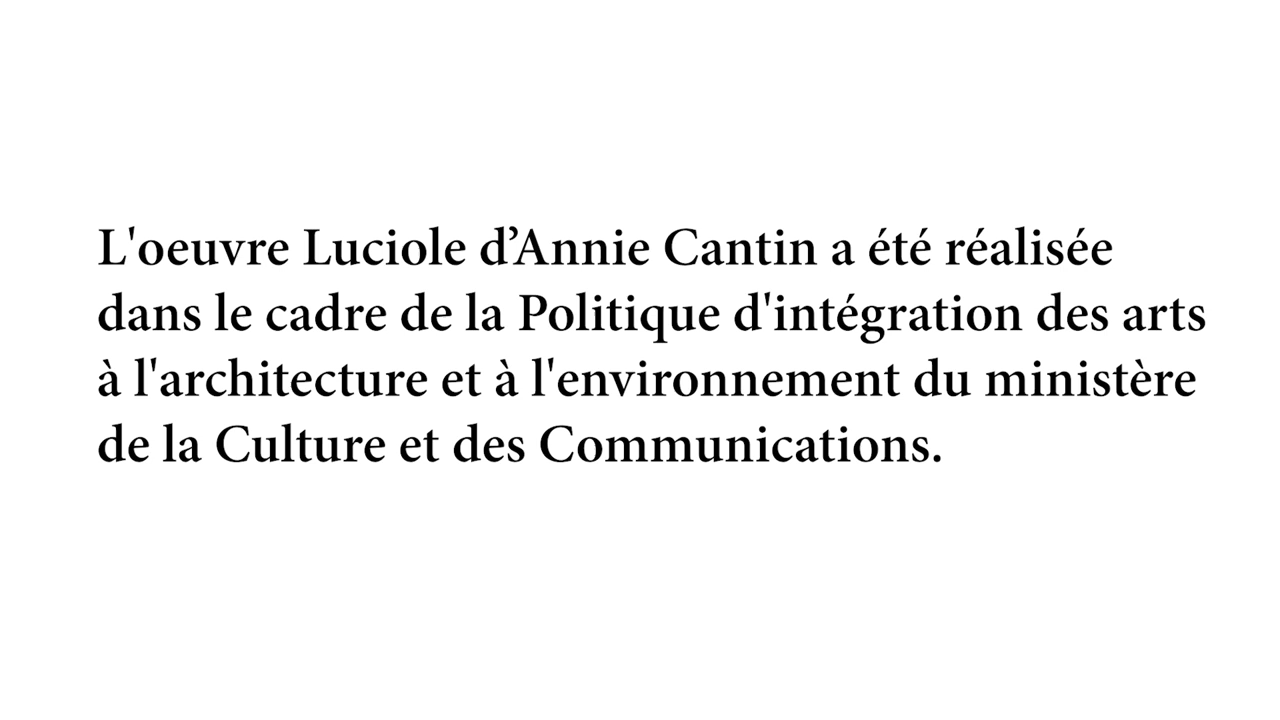 L'oeuvre Luciole d’Annie Cantin a été réalisée
dans le cadre de la Politique d'intégration des arts
à l'architecture et à l'environnement du ministère
de la Culture et des Communications.